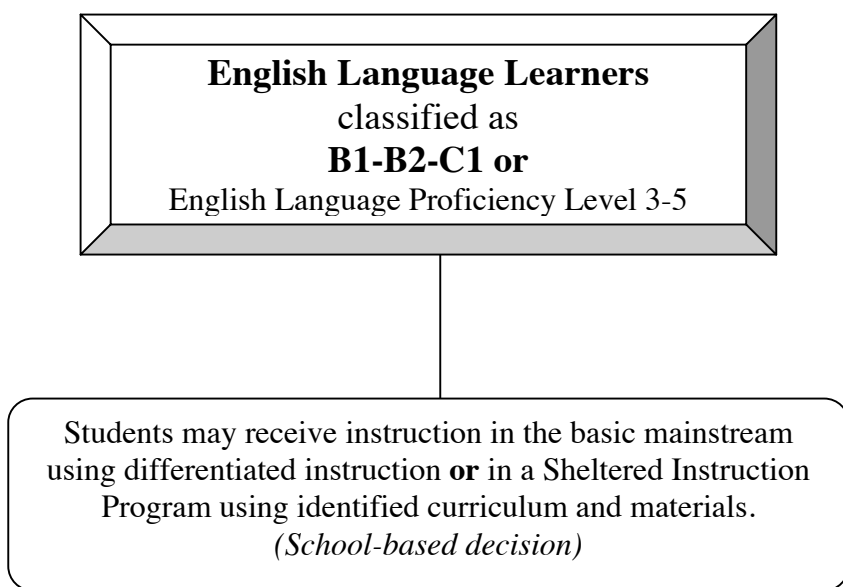 English Language Learners
classified as
B1-B2-C1 or
English Language Proficiency Level 3-5
Students may receive instruction in the basic mainstream
using differentiated instruction or in a Sheltered Instruction
Program using identified curriculum and materials.
(School-based decision)